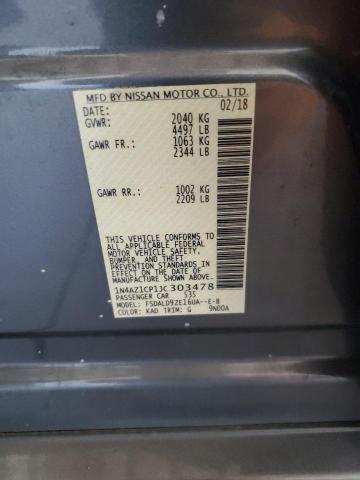 MFD BY NISSAN MOTOR CO., LTD.
DATE: 02/18
GVWR: 2040 KG
4497 LB
GAWR FR.: 1063 KG
2344 LB
GAWR RR.: 1002 KG
2209 LB
THIS VEHICLE CONFORMS TO
ALL APPLICABLE FEDERAL
MOTOR VEHICLE SAFETY,
BUMPER, AND THEFT
PREVENTION STANDARDS IN
EFFECT ON THE DATE OF
MANUFACTURE SHOWN ABOVE.
1N4AZ1CP1JC303478
PASSENGER CAR 535
MODEL: FSDALD92E16UA--E-8
COLOR: KAD TRIM: G 9N00A